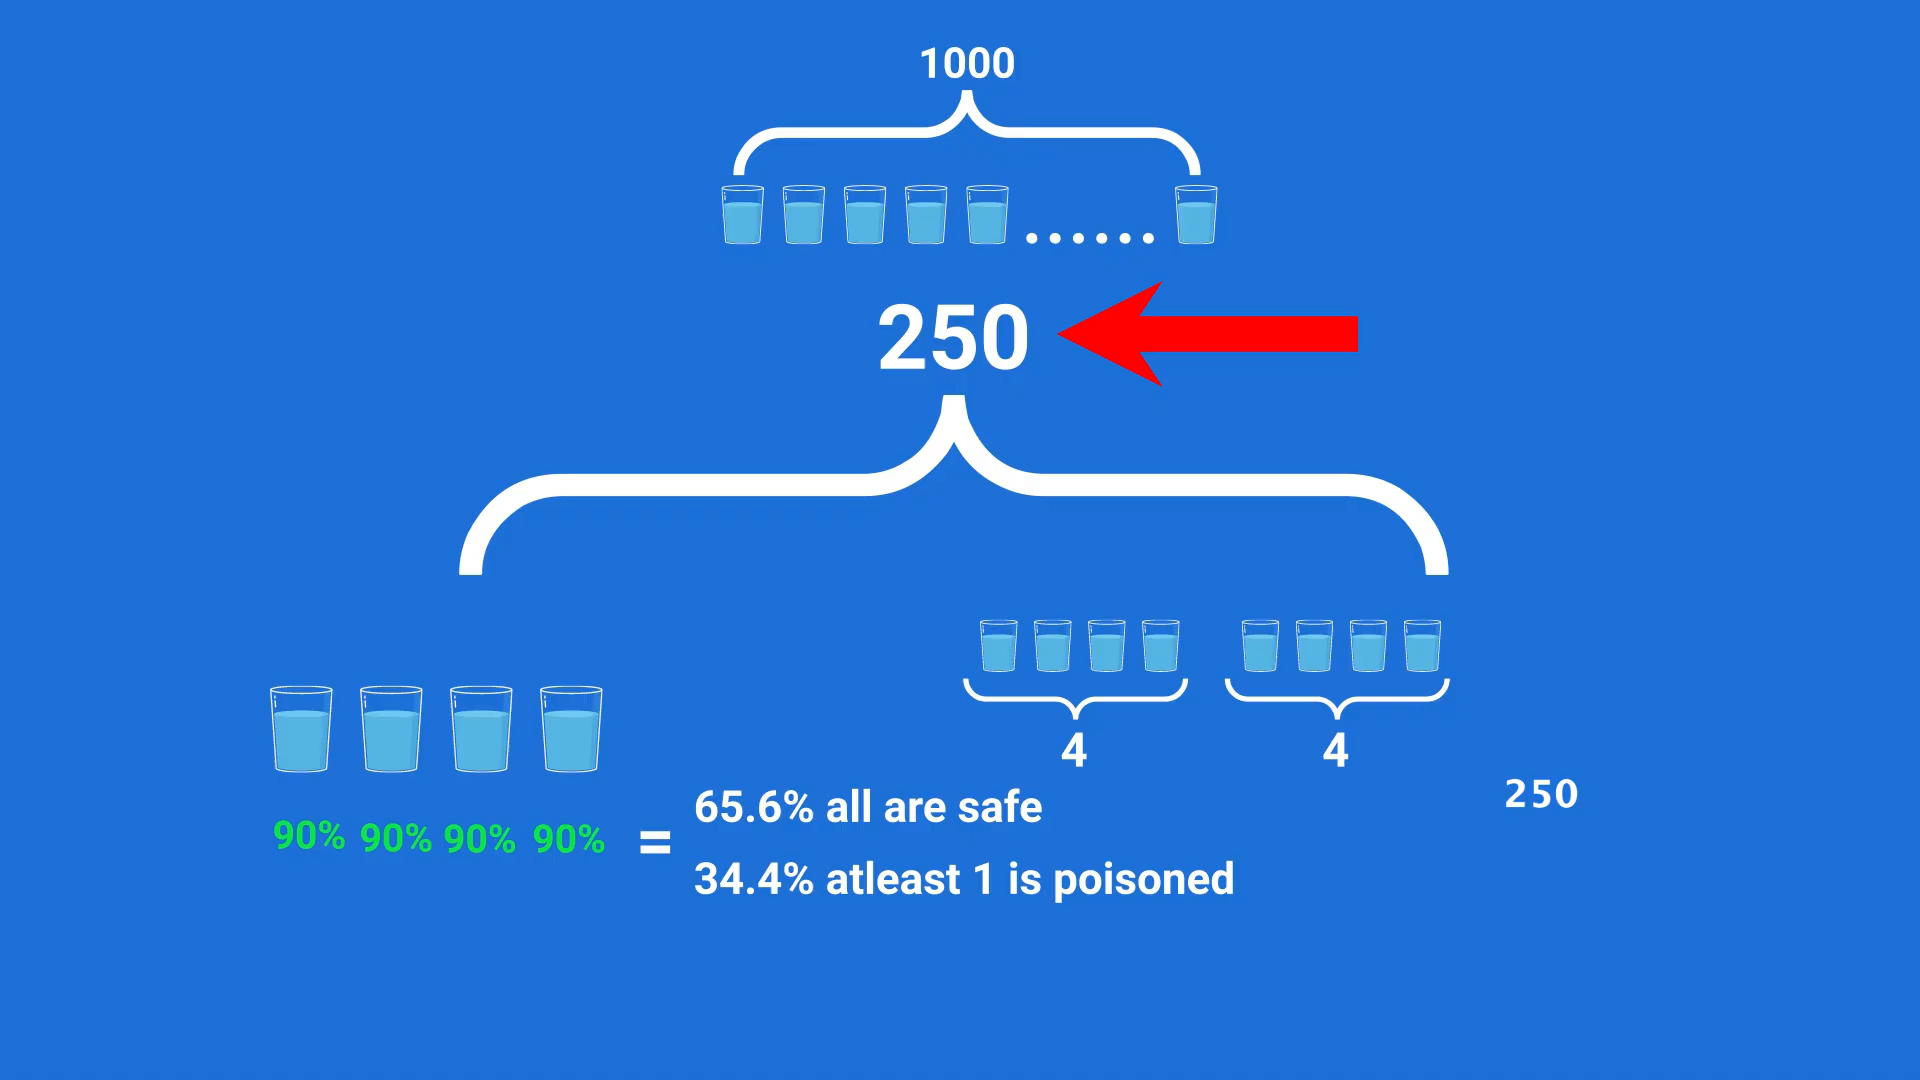 1000
250
4 4
250
65.6% all are safe
90% 90% 90% 90% =
34.4% atleast 1 is poisoned